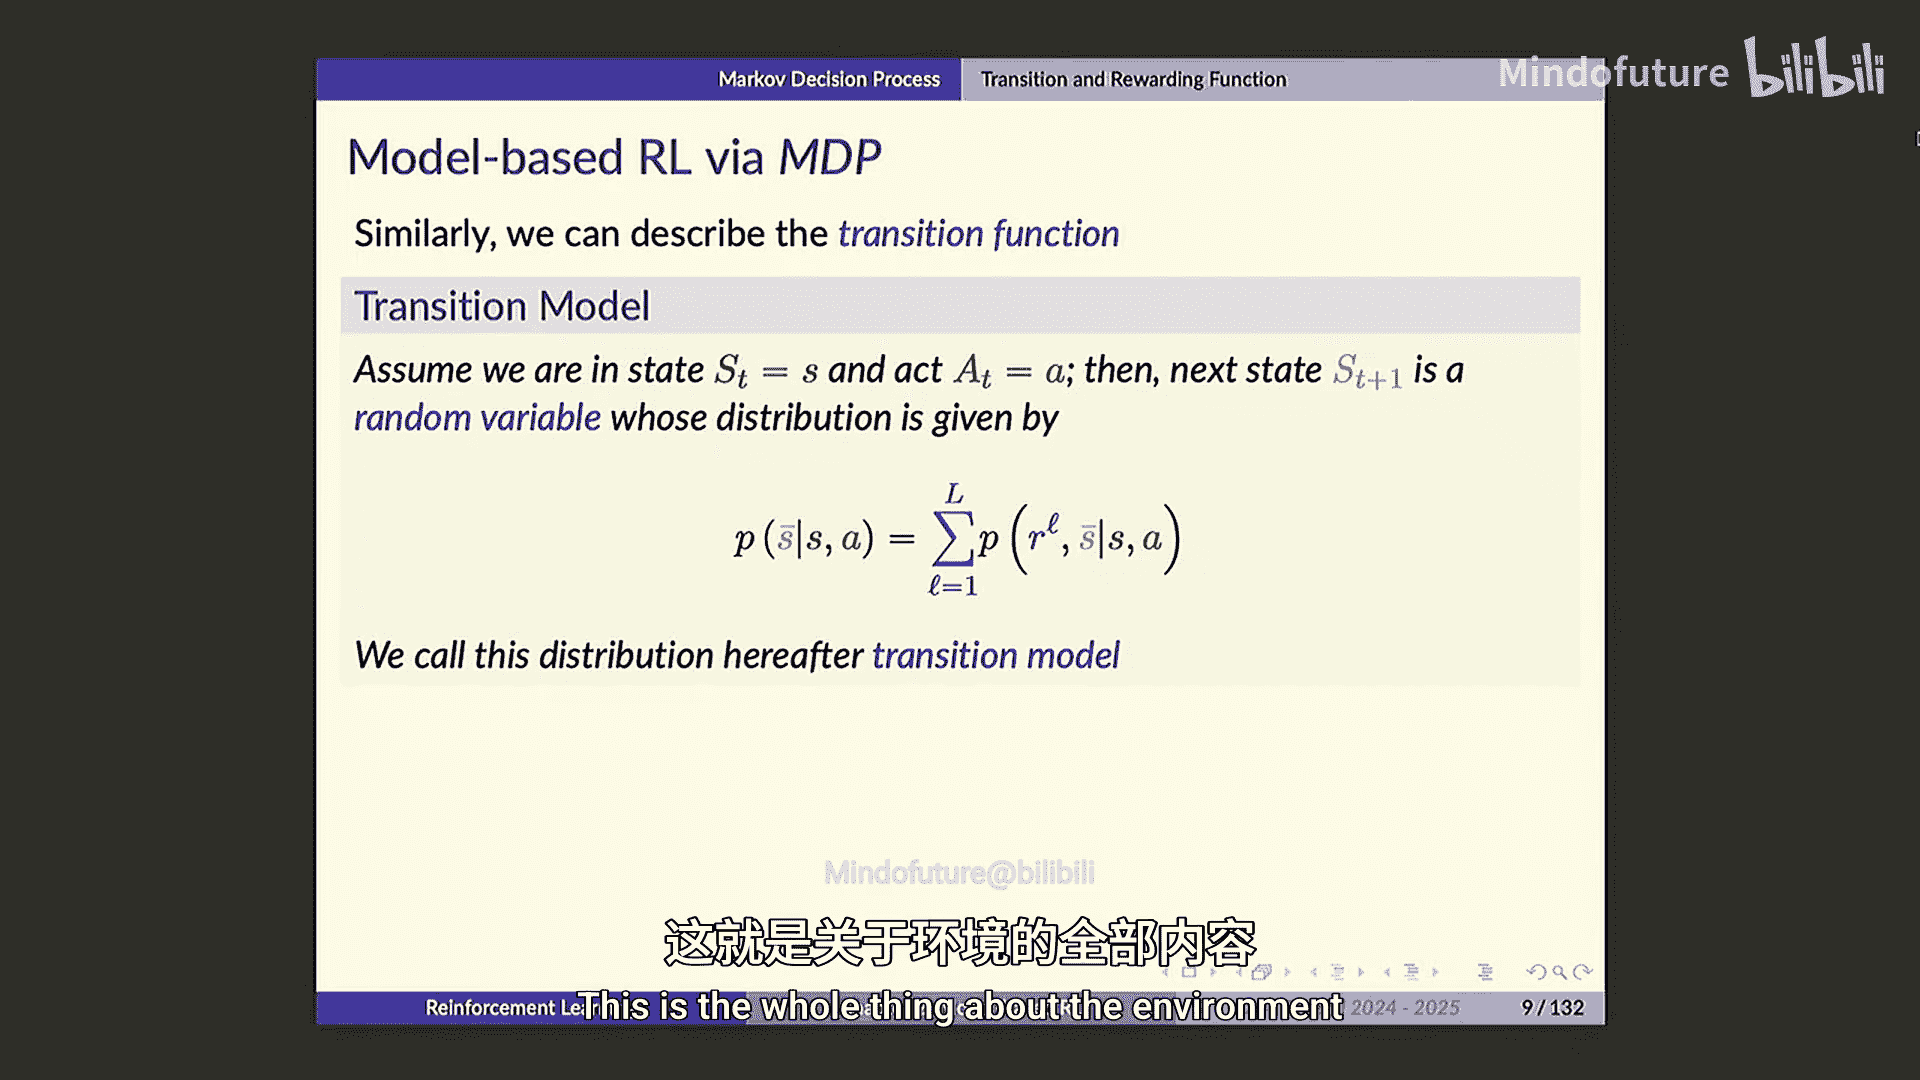 Markov Decision Process
Transition and Rewarding Function
Mindofuture bilibili
Model-based RL via MDP
Similarly, we can describe the transition function
Transition Model
Assume we are in state S_t = s and act A_t = a; then, next state S_{t+1} is a
random variable whose distribution is given by
p (s̄|s, a) = ∑_{ℓ=1}^{L} p (r^ℓ, s̄|s, a)
We call this distribution hereafter transition model
Mindofuture@bilibili
这就是关于环境的全部内容
This is the whole thing about the environment
Reinforcement
2024 - 2025
9 / 132